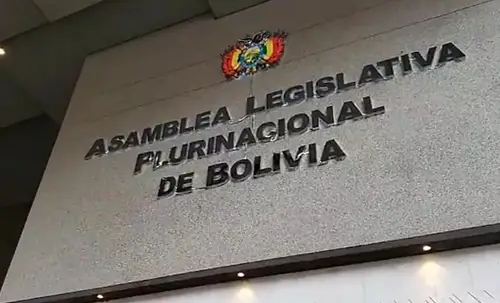 ASAMBLEA LEGISLATIVA
PLURINACIONAL
DE BOLIVIA